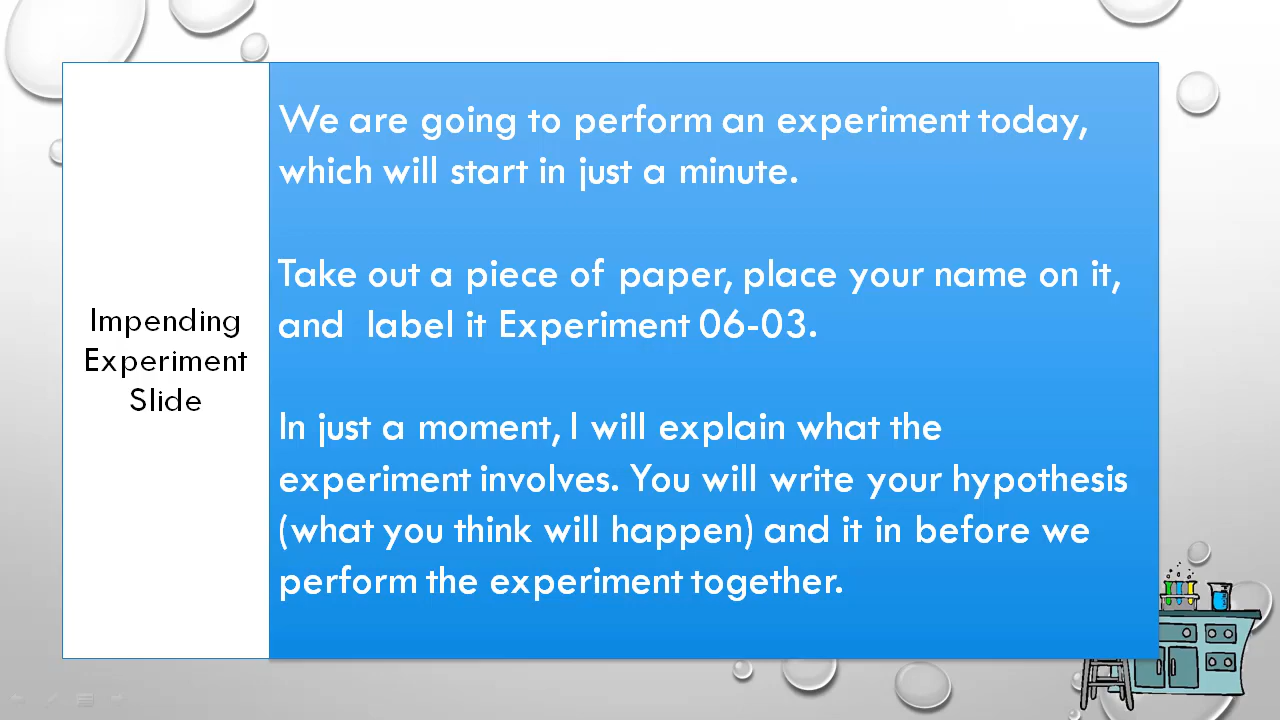 Impending
Experiment
Slide
We are going to perform an experiment today,
which will start in just a minute.
Take out a piece of paper, place your name on it,
and  label it Experiment 06-03.
In just a moment, I will explain what the
experiment involves. You will write your hypothesis
(what you think will happen) and it in before we
perform the experiment together.